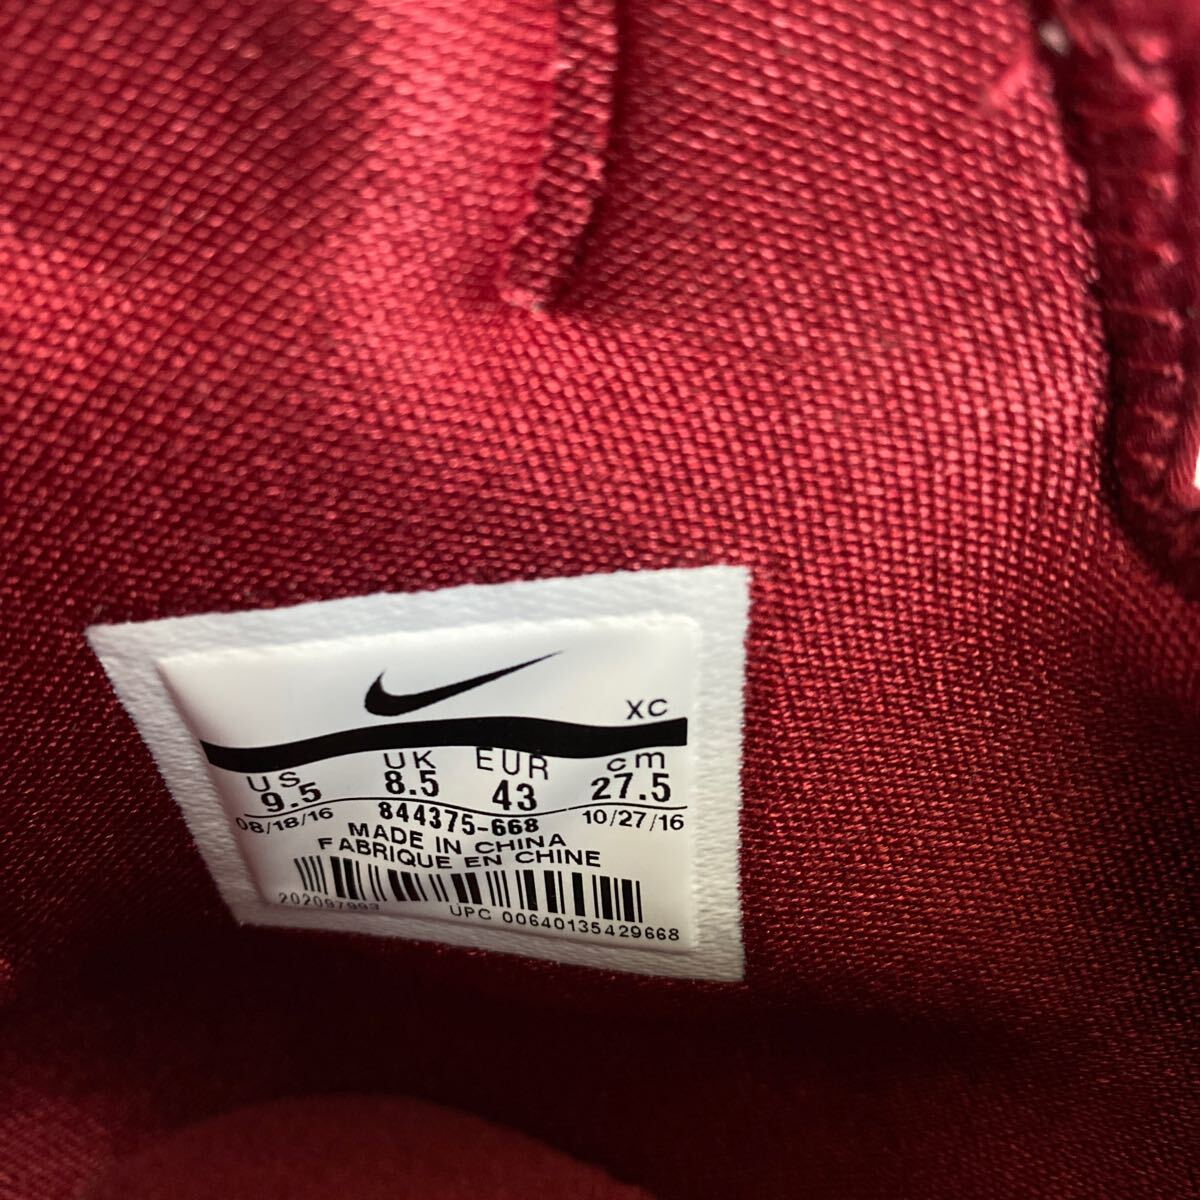 XC
US UK EUR cm
9.5 8.5 43 27.5
08/18/16 844375-668 10/27/16
MADE IN CHINA
FABRIQUE EN CHINE
202097993 UPC 00640135429668